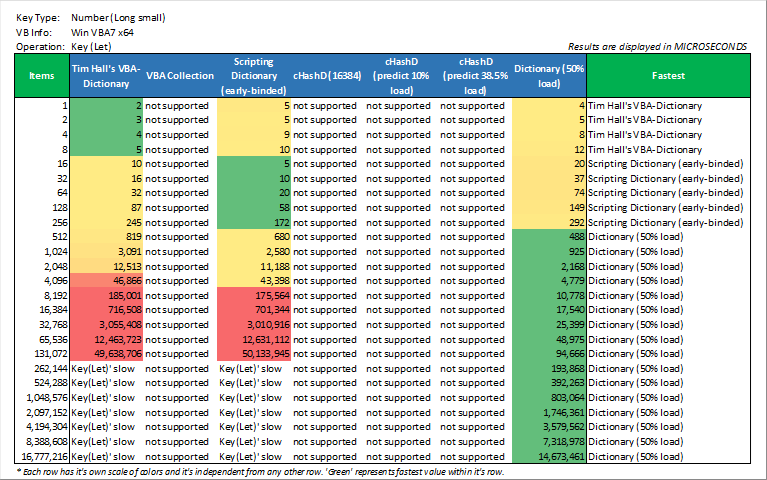 Key Type: Number (Long small)
VB Info: Win VBA7 x64
Operation: Key (Let)
Results are displayed in MICROSECONDS
Items Tim Hall's VBA-Dictionary VBA Collection Scripting Dictionary (early-binded) cHashD (16384) cHashD (predict 10% load) cHashD (predict 38.5% load) Dictionary (50% load) Fastest
1 2 not supported 5 not supported not supported not supported 4 Tim Hall's VBA-Dictionary
2 3 not supported 5 not supported not supported not supported 5 Tim Hall's VBA-Dictionary
4 4 not supported 9 not supported not supported not supported 8 Tim Hall's VBA-Dictionary
8 5 not supported 10 not supported not supported not supported 12 Tim Hall's VBA-Dictionary
16 10 not supported 5 not supported not supported not supported 20 Scripting Dictionary (early-binded)
32 16 not supported 10 not supported not supported not supported 37 Scripting Dictionary (early-binded)
64 32 not supported 20 not supported not supported not supported 74 Scripting Dictionary (early-binded)
128 87 not supported 58 not supported not supported not supported 149 Scripting Dictionary (early-binded)
256 245 not supported 172 not supported not supported not supported 292 Scripting Dictionary (early-binded)
512 819 not supported 680 not supported not supported not supported 488 Dictionary (50% load)
1,024 3,091 not supported 2,580 not supported not supported not supported 925 Dictionary (50% load)
2,048 12,513 not supported 11,188 not supported not supported not supported 2,168 Dictionary (50% load)
4,096 46,866 not supported 43,398 not supported not supported not supported 4,779 Dictionary (50% load)
8,192 185,001 not supported 175,564 not supported not supported not supported 10,778 Dictionary (50% load)
16,384 716,508 not supported 701,344 not supported not supported not supported 17,540 Dictionary (50% load)
32,768 3,055,408 not supported 3,010,916 not supported not supported not supported 25,399 Dictionary (50% load)
65,536 12,463,723 not supported 12,631,112 not supported not supported not supported 48,975 Dictionary (50% load)
131,072 49,638,706 not supported 50,133,945 not supported not supported not supported 94,666 Dictionary (50% load)
262,144 Key(Let)' slow not supported Key(Let)' slow not supported not supported not supported 193,868 Dictionary (50% load)
524,288 Key(Let)' slow not supported Key(Let)' slow not supported not supported not supported 392,263 Dictionary (50% load)
1,048,576 Key(Let)' slow not supported Key(Let)' slow not supported not supported not supported 803,064 Dictionary (50% load)
2,097,152 Key(Let)' slow not supported Key(Let)' slow not supported not supported not supported 1,746,361 Dictionary (50% load)
4,194,304 Key(Let)' slow not supported Key(Let)' slow not supported not supported not supported 3,579,562 Dictionary (50% load)
8,388,608 Key(Let)' slow not supported Key(Let)' slow not supported not supported not supported 7,318,978 Dictionary (50% load)
16,777,216 Key(Let)' slow not supported Key(Let)' slow not supported not supported not supported 14,673,461 Dictionary (50% load)
* Each row has it's own scale of colors and it's independent from any other row. 'Green' represents fastest value within it's row.